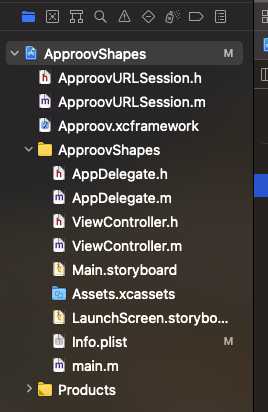 ApproovShapes M
ApproovURLSession.h
ApproovURLSession.m
Approov.xcframework
ApproovShapes
AppDelegate.h
AppDelegate.m
ViewController.h
ViewController.m
Main.storyboard
Assets.xcassets
LaunchScreen.storybo...
Info.plist M
main.m
Products